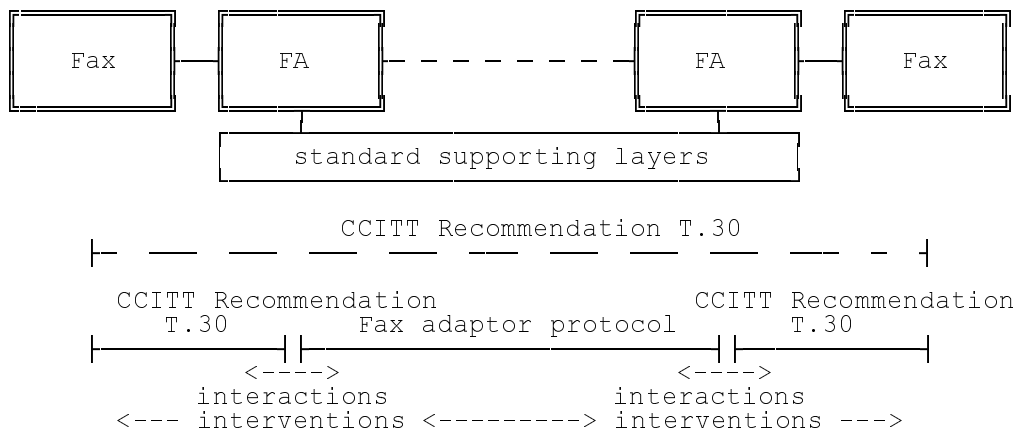 Fax FA FA Fax
standard supporting layers
CCITT Recommendation T.30
CCITT Recommendation CCITT Recommendation
T.30 Fax adaptor protocol T.30
<----> <---->
interactions interactions
<--- interventions <---------> interventions --->